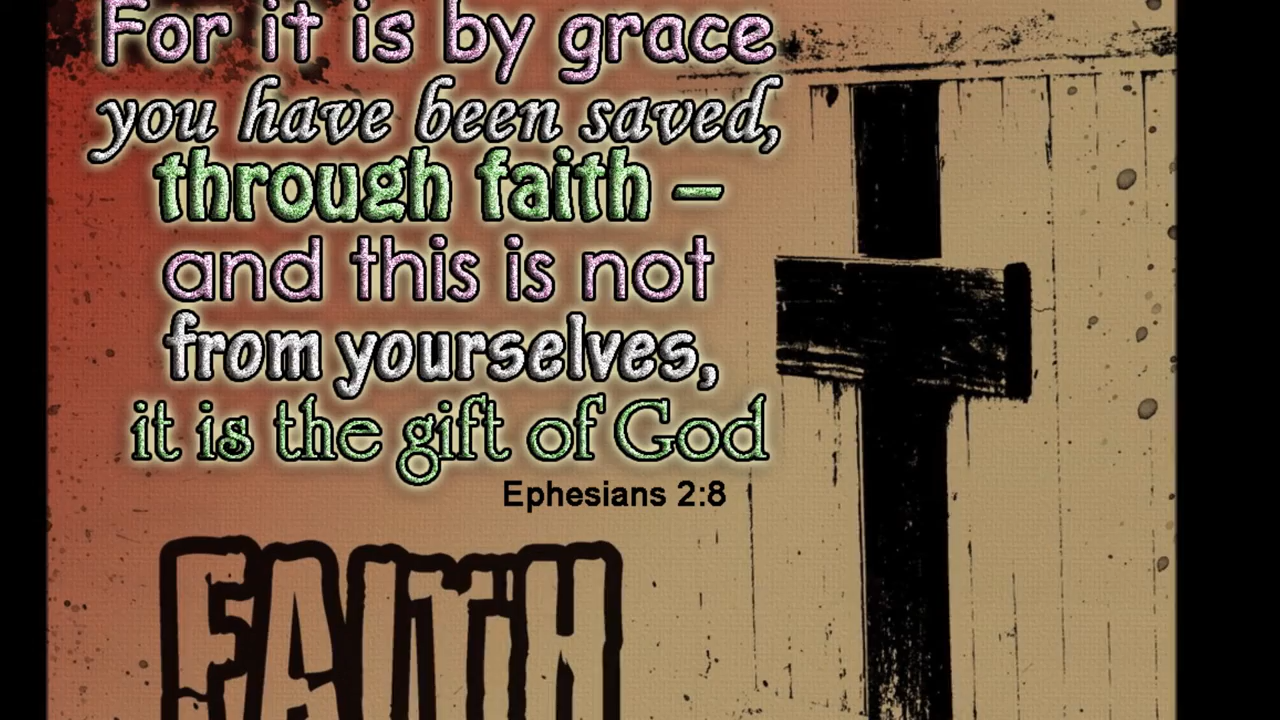 For it is by grace
you have been saved,
through faith –
and this is not
from yourselves,
it is the gift of God
Ephesians 2:8
FAITH